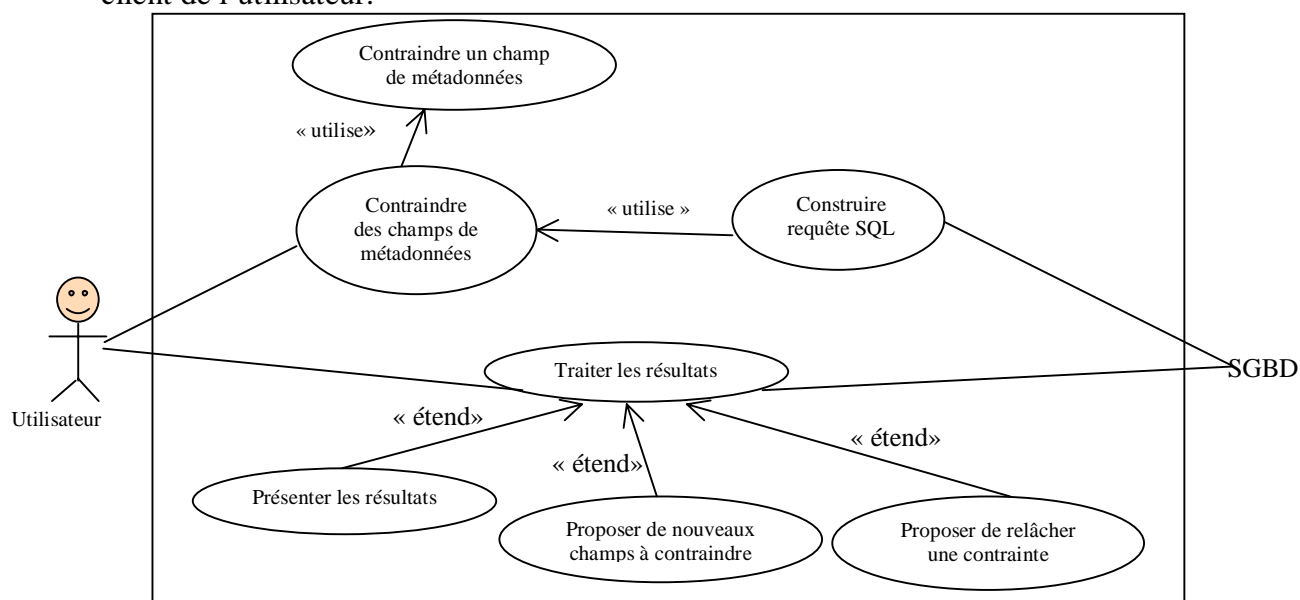 client de l'utilisateur.
Contraindre un champ
de métadonnées
« utilise»
Contraindre
des champs de
métadonnées
« utilise »
Construire
requête SQL
Traiter les résultats
SGBD
Utilisateur
« étend»
« étend»
« étend»
Présenter les résultats
Proposer de nouveaux
champs à contraindre
Proposer de relâcher
une contrainte